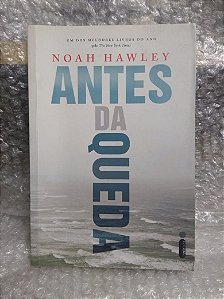 UM DOS MELHORES LIVROS DO ANO
pelo The New York Times
NOAH HAWLEY
ANTES
DA
QUEDA